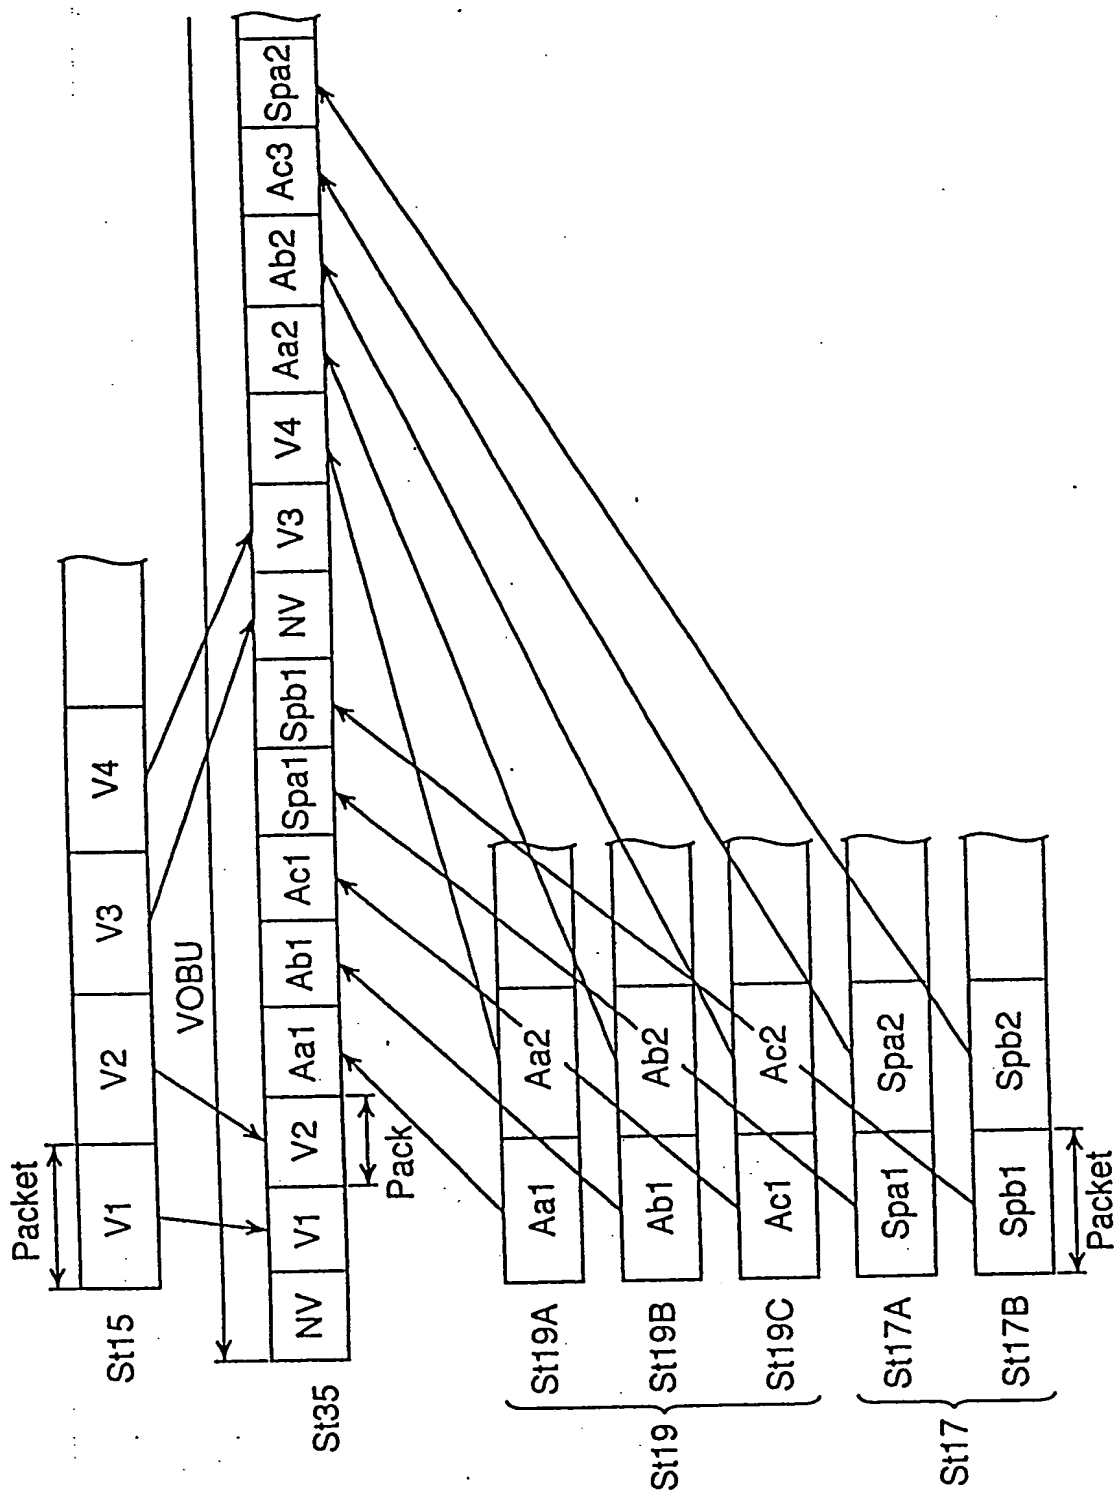 Packet
St15
V1
V2
V3
V4
VOBU
St35
NV
V1
V2
Aa1
Ab1
Ac1
Spa1
Spb1
NV
V3
V4
Aa2
Ab2
Ac3
Spa2
Pack
St19
St19A
Aa1
Aa2
St19B
Ab1
Ab2
St19C
Ac1
Ac2
St17
St17A
Spa1
Spa2
St17B
Spb1
Spb2
Packet